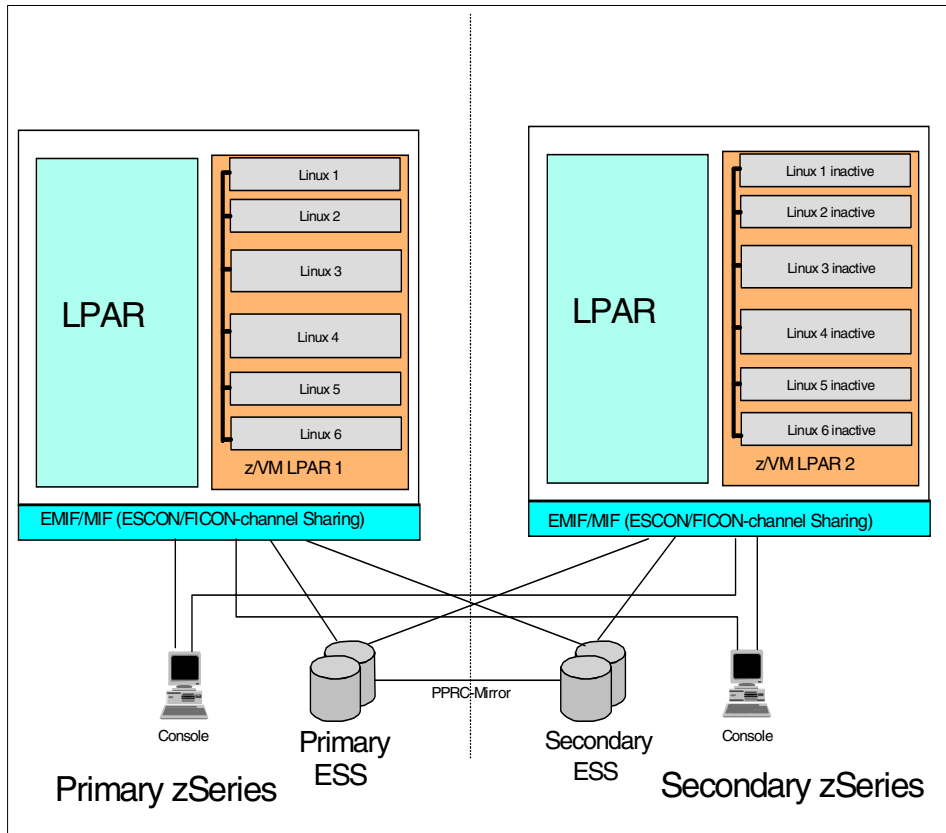 LPAR
Linux 1
Linux 2
Linux 3
Linux 4
Linux 5
Linux 6
z/VM LPAR 1
EMIF/MIF (ESCON/FICON-channel Sharing)
LPAR
Linux 1 inactive
Linux 2 inactive
Linux 3 inactive
Linux 4 inactive
Linux 5 inactive
Linux 6 inactive
z/VM LPAR 2
EMIF/MIF (ESCON/FICON-channel Sharing)
Console
Primary
ESS
PPRC-Mirror
Secondary
ESS
Console
Primary zSeries
Secondary zSeries